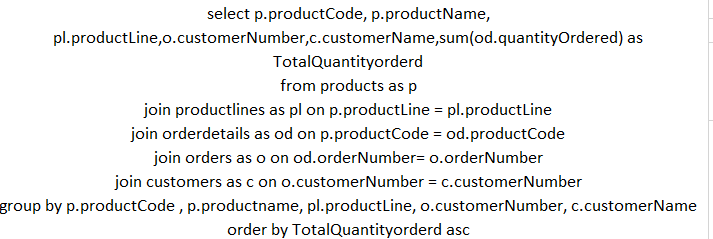 select p.productCode, p.productName,
pl.productLine,o.customerNumber,c.customerName,sum(od.quantityOrdered) as
TotalQuantityorderd
from products as p
join productlines as pl on p.productLine = pl.productLine
join orderdetails as od on p.productCode = od.productCode
join orders as o on od.orderNumber= o.orderNumber
join customers as c on o.customerNumber = c.customerNumber
group by p.productCode , p.productname, pl.productLine, o.customerNumber, c.customerName
order by TotalQuantityorderd asc